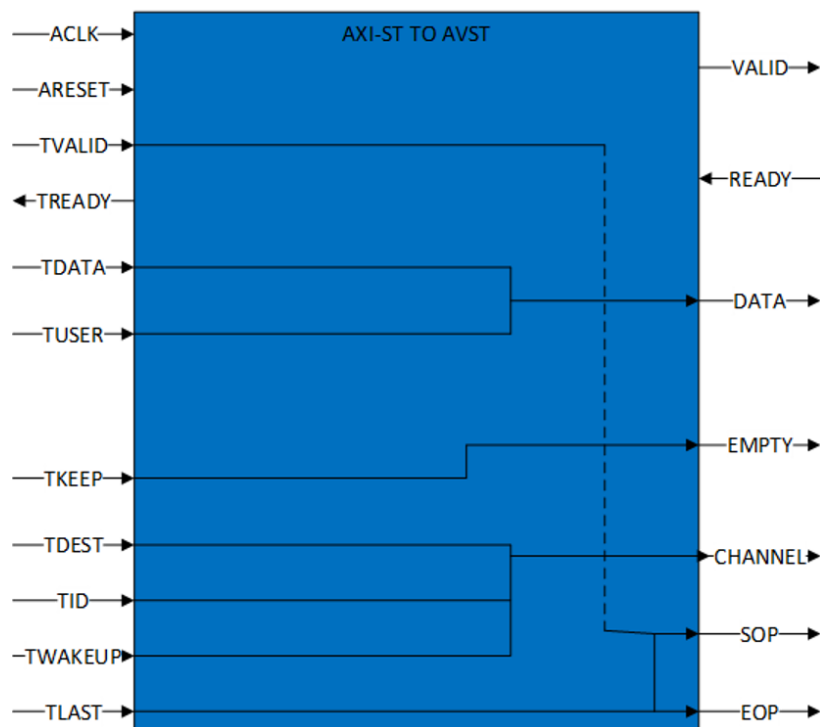 AXI-ST TO AVST
ACLK
ARESET
TVALID
TREADY
TDATA
TUSER
TKEEP
TDEST
TID
TWAKEUP
TLAST
VALID
READY
DATA
EMPTY
CHANNEL
SOP
EOP